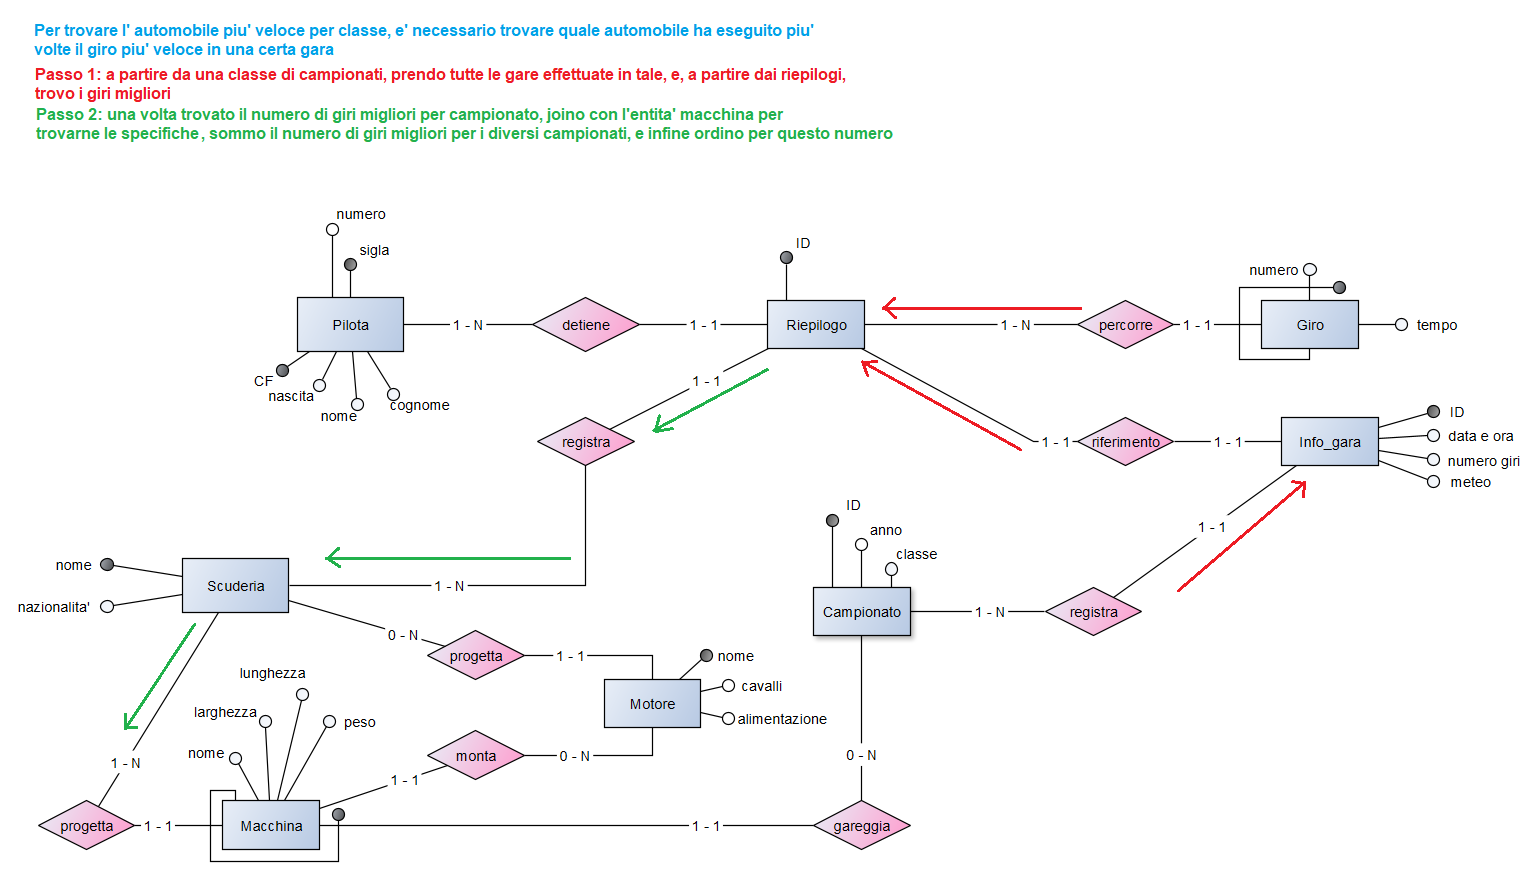 Per trovare l' automobile piu' veloce per classe, e' necessario trovare quale automobile ha eseguito piu'
volte il giro piu' veloce in una certa gara
Passo 1: a partire da una classe di campionati, prendo tutte le gare effettuate in tale, e, a partire dai riepilogi,
trovo i giri migliori
Passo 2: una volta trovato il numero di giri migliori per campionato, joino con l'entita' macchina per
trovarne le specifiche, sommo il numero di giri migliori per i diversi campionati, e infine ordino per questo numero
numero
sigla
ID
numero
Pilota
1 - N
detiene
1 - 1
Riepilogo
1 - N
percorre
1 - 1
Giro
tempo
CF
nascita
nome
cognome
1 - 1
registra
1 - 1
riferimento
1 - 1
Info_gara
ID
data e ora
numero giri
meteo
ID
anno
classe
1 - 1
nome
nazionalita'
Scuderia
1 - N
Campionato
1 - N
registra
0 - N
progetta
1 - 1
nome
cavalli
alimentazione
Motore
lunghezza
larghezza
peso
nome
1 - N
monta
0 - N
1 - 1
0 - N
progetta
1 - 1
Macchina
1 - 1
gareggia